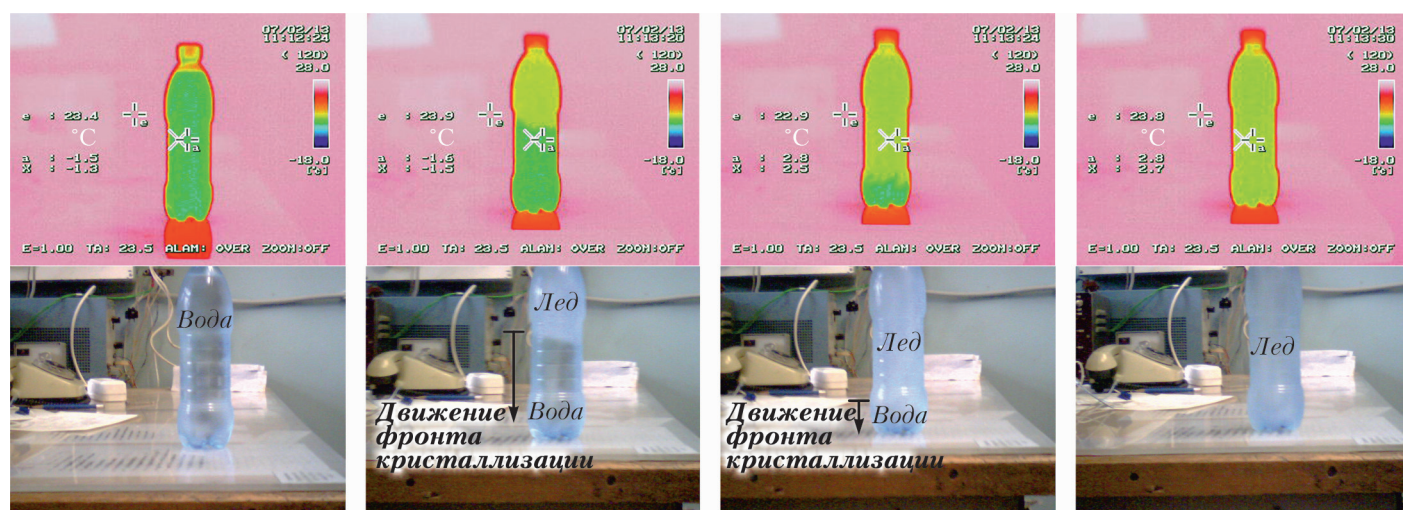 07/02/13
11:12:24
< 120>
28.0
e : 23.4
e
°C
a
a : -1.5
X : -1.3
-18.0
[°C]
E=1.00 TA: 23.5 ALAM: OVER ZOOM:OFF
07/02/13
11:13:20
< 120>
28.0
e : 23.9
e
°C
a
a : -1.6
X : -1.5
-18.0
[°C]
E=1.00 TA: 23.5 ALAM: OVER ZOOM:OFF
07/02/13
11:13:24
< 120>
28.0
e : 22.9
e
°C
a
a : 2.8
X : 2.5
-18.0
[°C]
E=1.00 TA: 23.5 ALAM: OVER ZOOM:OFF
07/02/13
11:13:30
< 120>
28.0
e : 23.8
e
°C
a
a : 2.8
X : 2.7
-18.0
[°C]
E=1.00 TA: 23.5 ALAM: OVER ZOOM:OFF
Вода
Лед
Вода
Движение
фронта
кристаллизации
Лед
Вода
Движение
фронта
кристаллизации
Лед